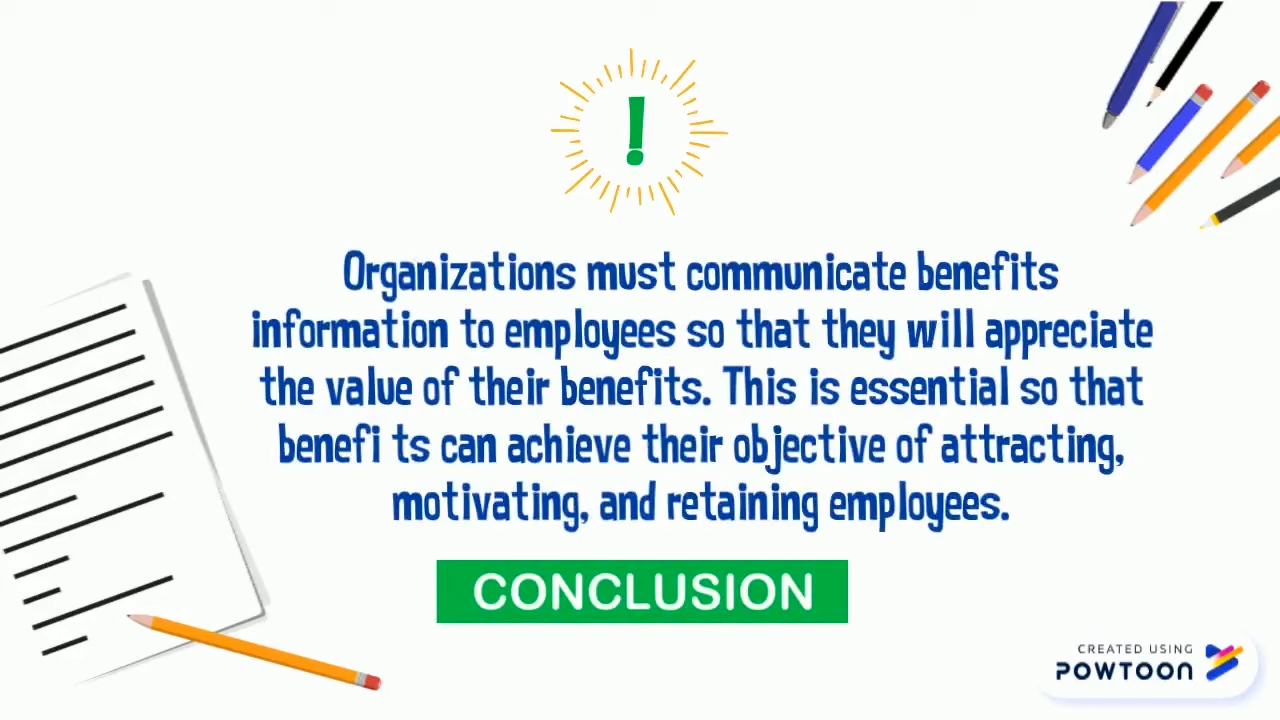 !
Organizations must communicate benefits
information to employees so that they will appreciate
the value of their benefits. This is essential so that
benefi ts can achieve their objective of attracting,
motivating, and retaining employees.
CONCLUSION
CREATED USING
POWTOON